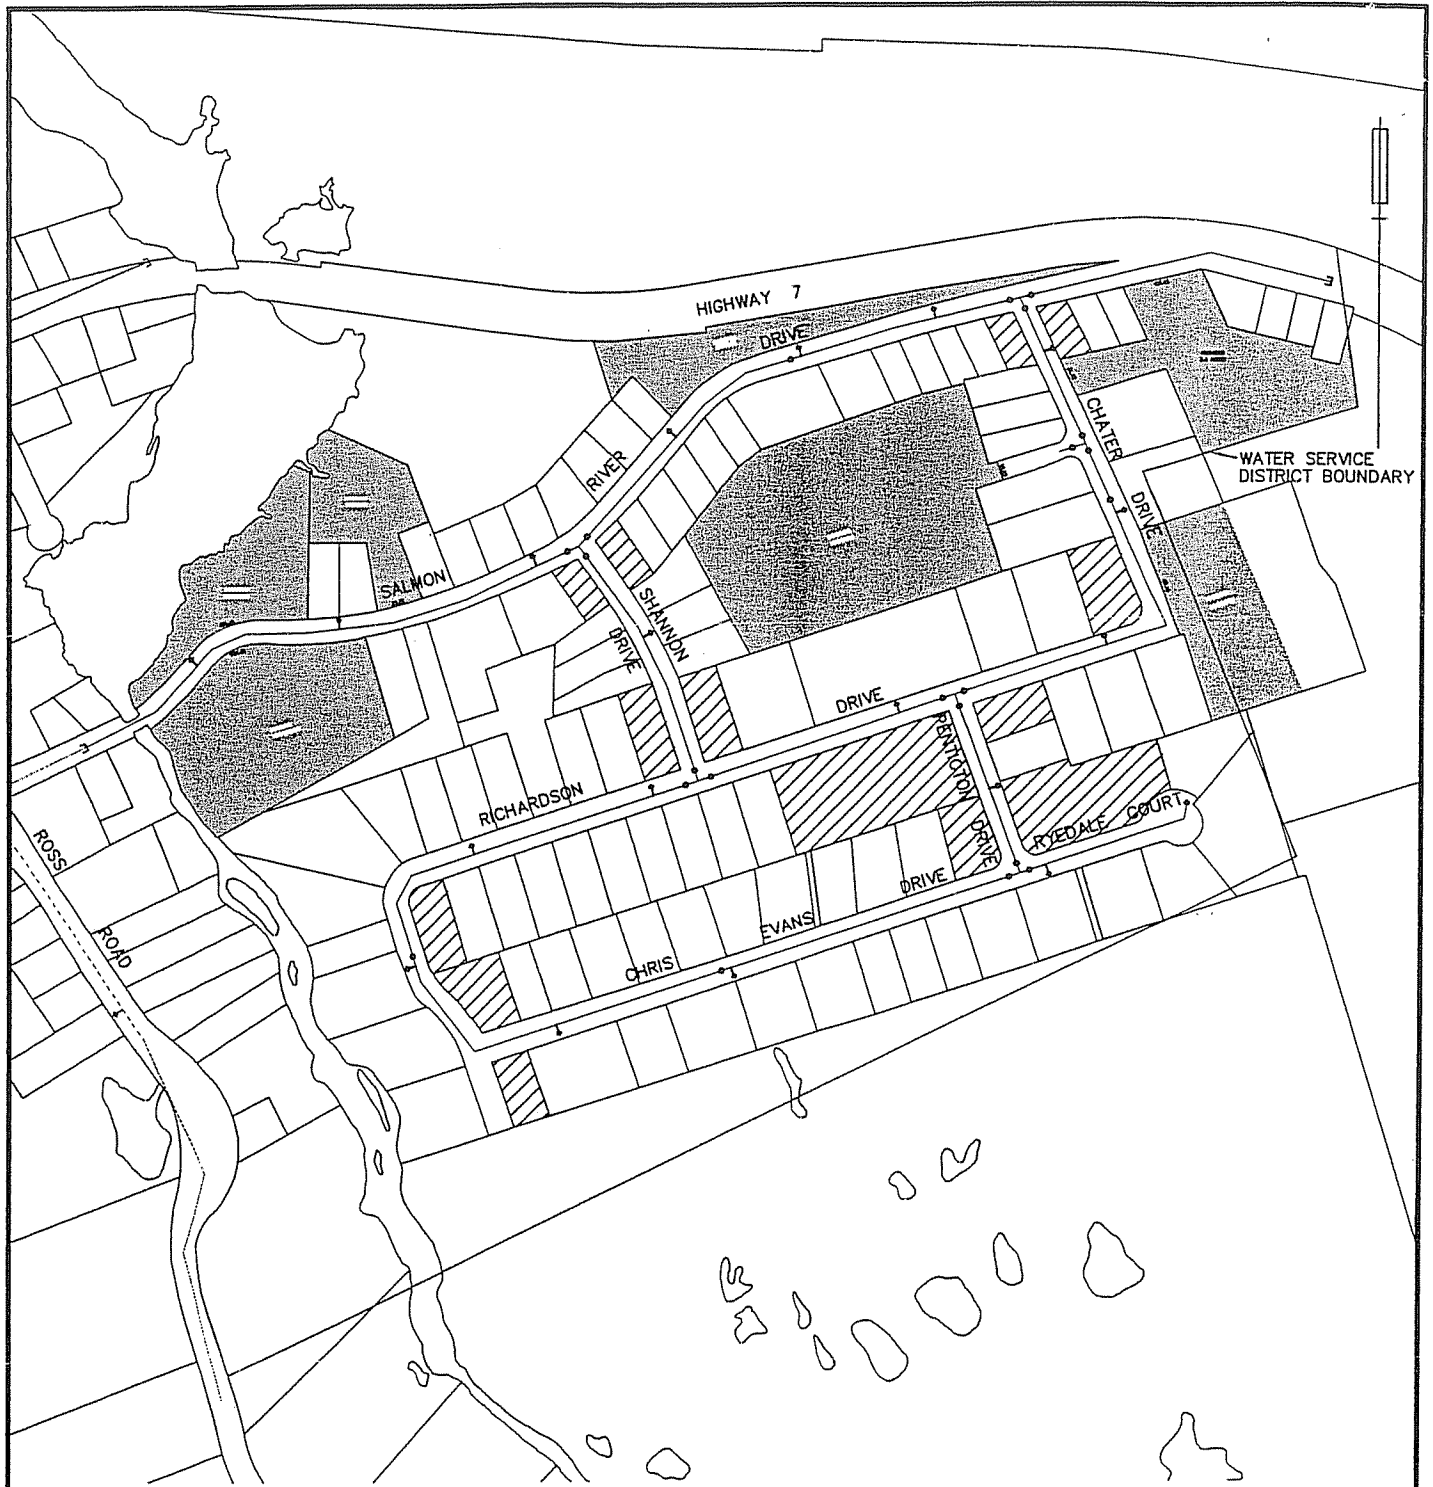 HIGHWAY 7
SALMON RIVER DRIVE
CHATER DRIVE
WATER SERVICE
DISTRICT BOUNDARY
SHANNON DRIVE
RICHARDSON DRIVE
PENTIGTON DRIVE
RYEDALE COURT
CHRIS EVANS DRIVE
ROSS ROAD